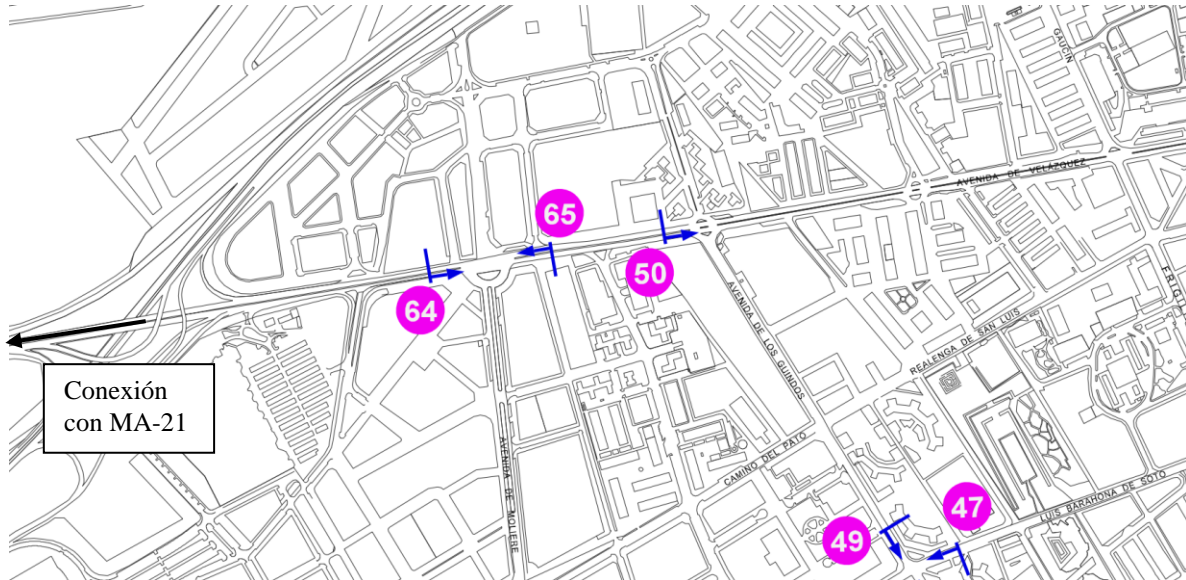 GAUCIN
AVENIDA DE VELÁZQUEZ
65
50
64
Conexión
con MA-21
AVENIDA DE LOS GUINDOS
REALENGA DE SAN LUIS
CAMINO DEL PATO
AVENIDA DE MOLIERE
LUIS BARAHONA DE SOTO
47
49